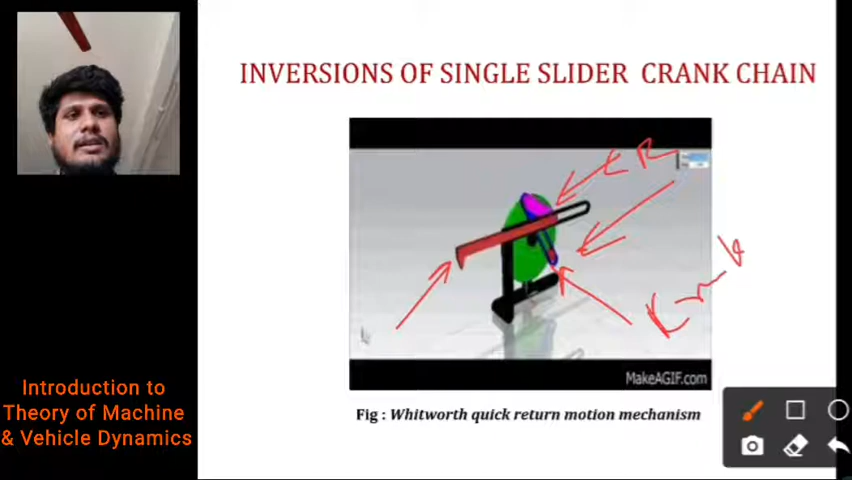 INVERSIONS OF SINGLE SLIDER CRANK CHAIN
CR
MakeAGIF.com
Fig : Whitworth quick return motion mechanism
Introduction to
Theory of Machine
& Vehicle Dynamics